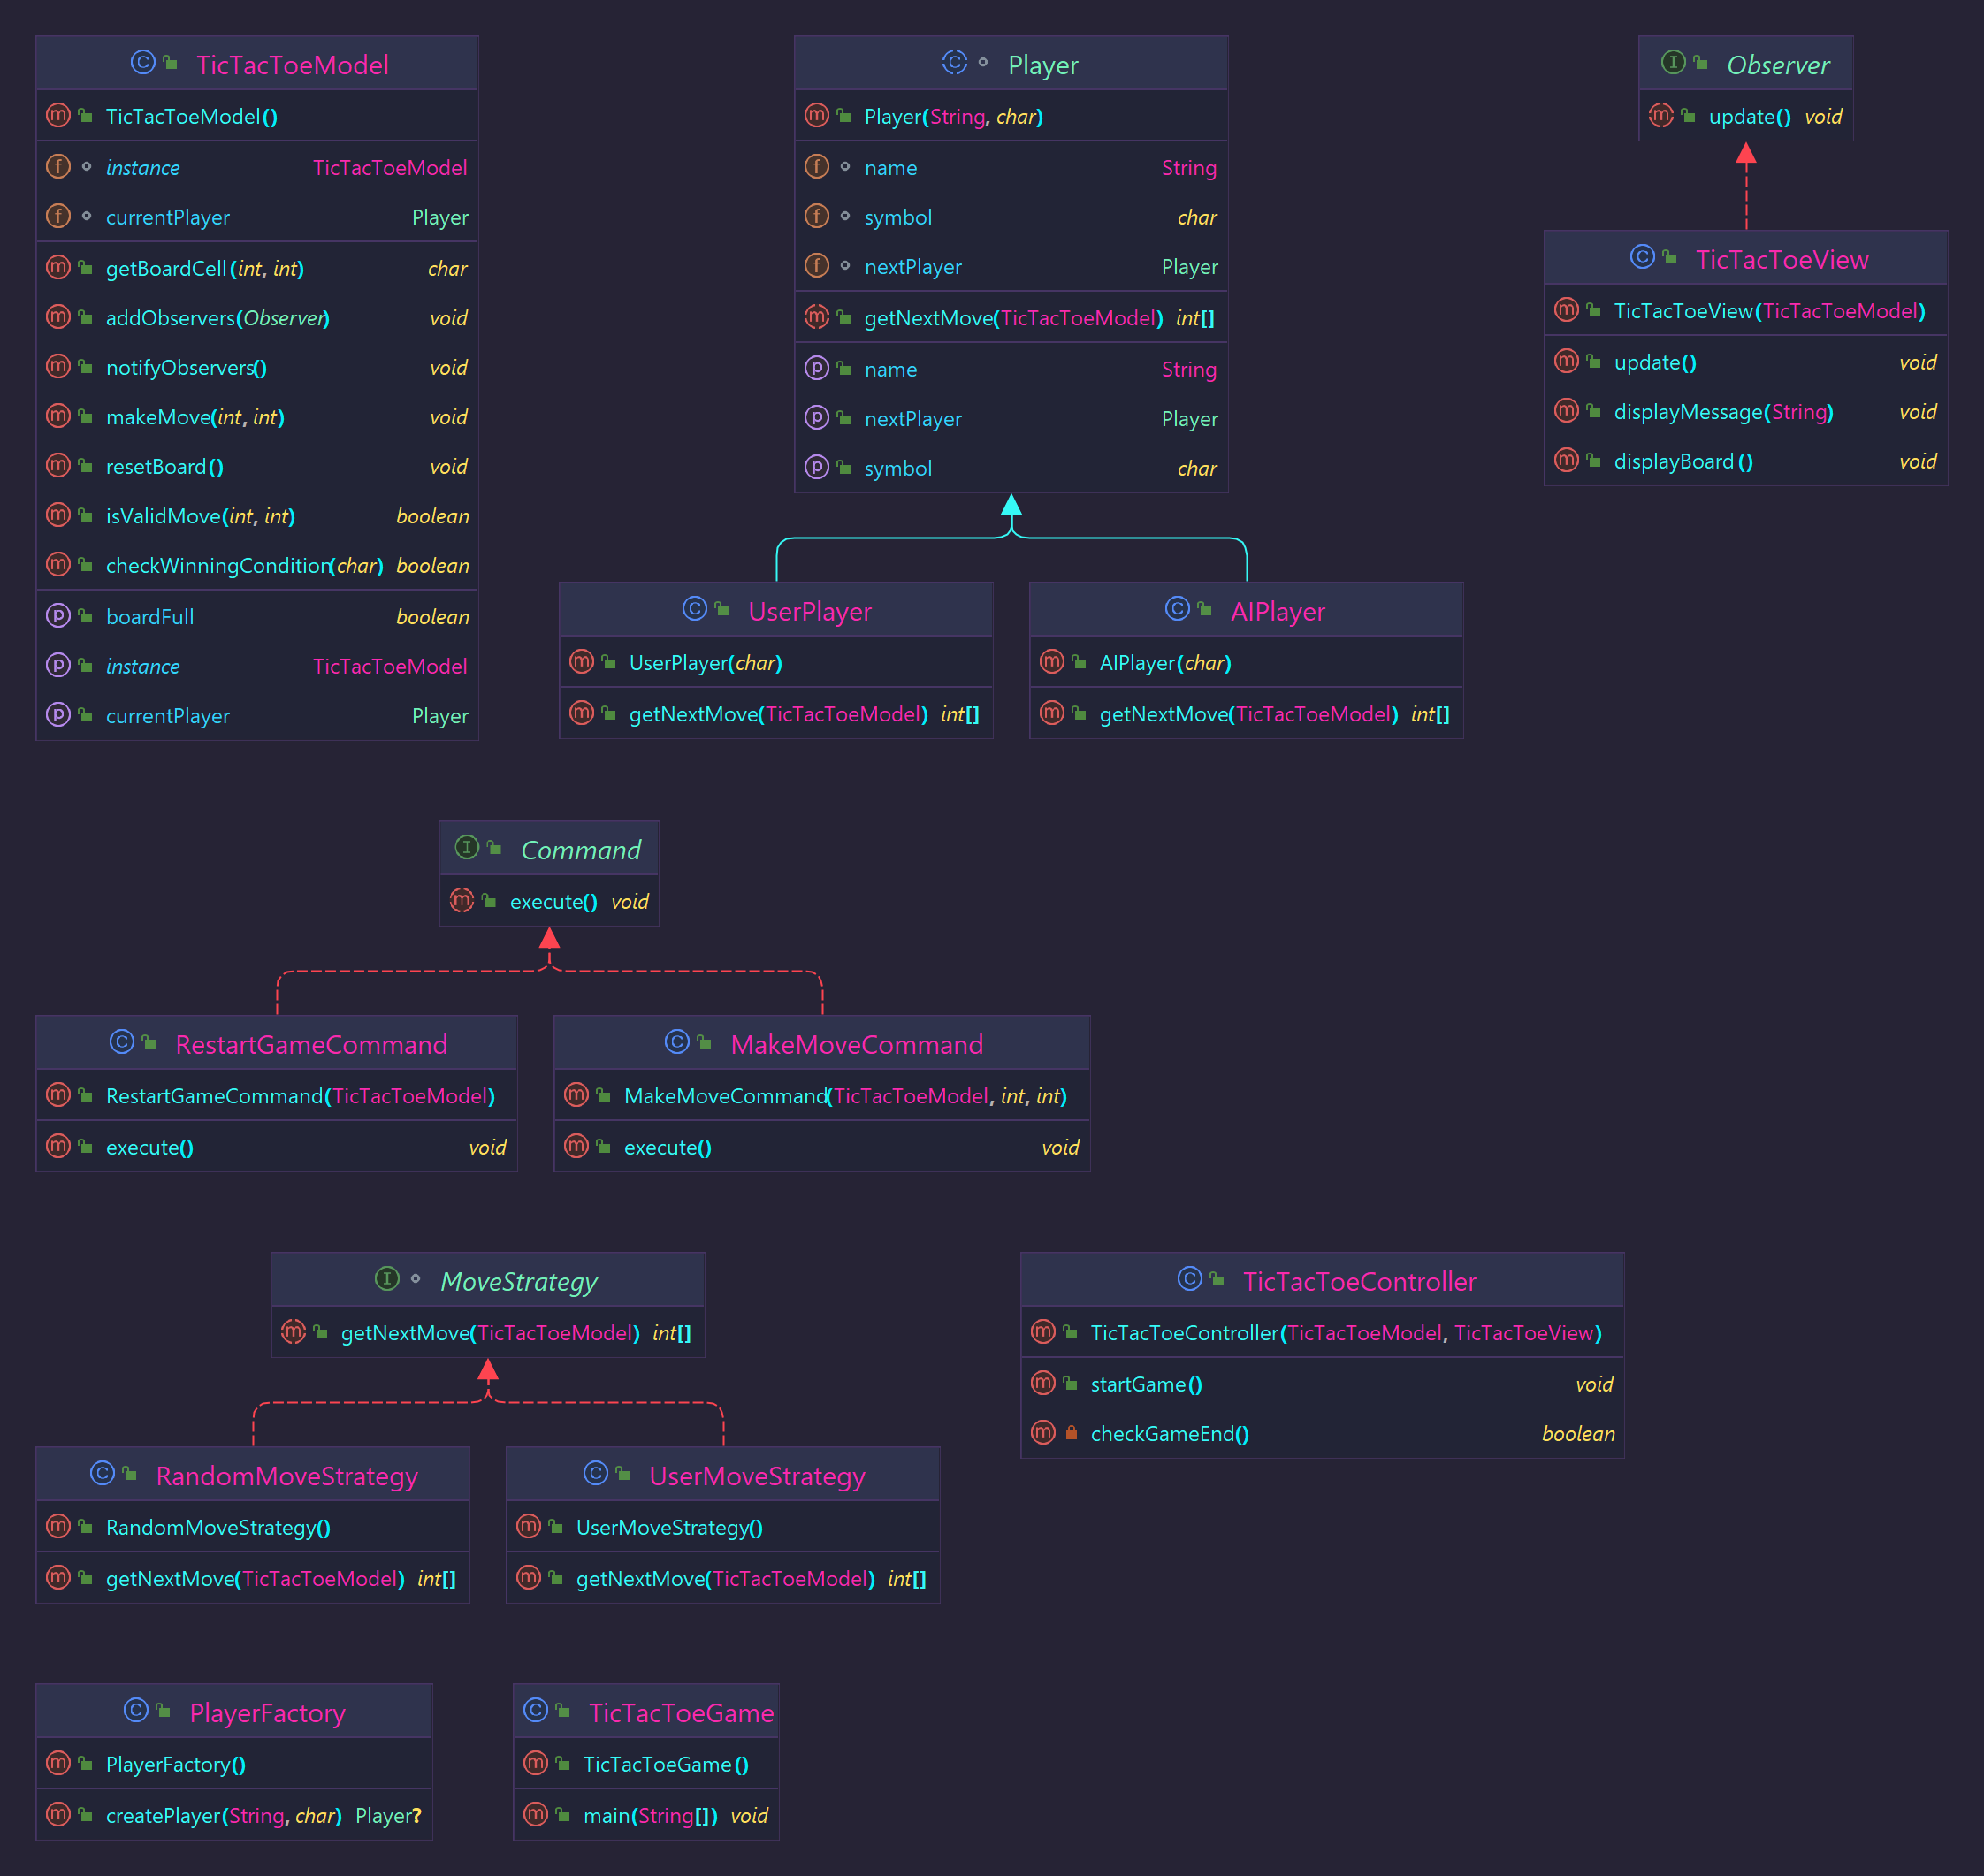 TicTacToeModel
TicTacToeModel()
instance TicTacToeModel
currentPlayer Player
getBoardCell(int, int) char
addObservers(Observer) void
notifyObservers() void
makeMove(int, int) void
resetBoard() void
isValidMove(int, int) boolean
checkWinningCondition(char) boolean
boardFull boolean
instance TicTacToeModel
currentPlayer Player
Player
Player(String, char)
name String
symbol char
nextPlayer Player
getNextMove(TicTacToeModel) int[]
name String
nextPlayer Player
symbol char
Observer
update() void
TicTacToeView
TicTacToeView(TicTacToeModel)
update() void
displayMessage(String) void
displayBoard() void
UserPlayer
UserPlayer(char)
getNextMove(TicTacToeModel) int[]
AIPlayer
AIPlayer(char)
getNextMove(TicTacToeModel) int[]
Command
execute() void
RestartGameCommand
RestartGameCommand(TicTacToeModel)
execute() void
MakeMoveCommand
MakeMoveCommand(TicTacToeModel, int, int)
execute() void
MoveStrategy
getNextMove(TicTacToeModel) int[]
TicTacToeController
TicTacToeController(TicTacToeModel, TicTacToeView)
startGame() void
checkGameEnd() boolean
RandomMoveStrategy
RandomMoveStrategy()
getNextMove(TicTacToeModel) int[]
UserMoveStrategy
UserMoveStrategy()
getNextMove(TicTacToeModel) int[]
PlayerFactory
PlayerFactory()
createPlayer(String, char) Player?
TicTacToeGame
TicTacToeGame()
main(String[]) void